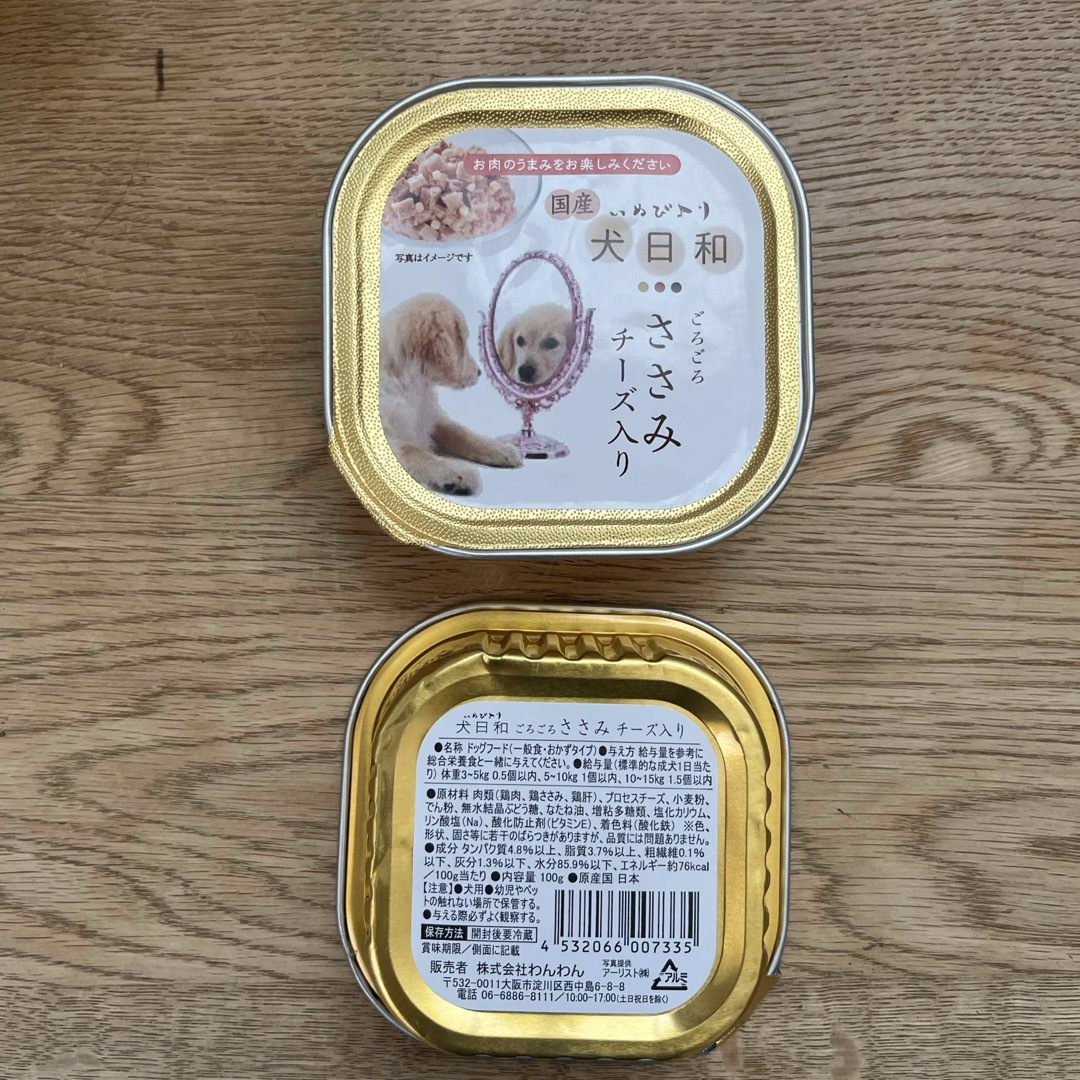 お肉のうまみをお楽しみください
国産
いぬびより
犬日和
写真はイメージです
ごろごろ
ささみ
チーズ入り
いぬびより
犬日和 ごろごろ ささみ チーズ入り
●名称 ドッグフード(一般食・おかずタイプ) ●与え方 給与量を参考に
総合栄養食と一緒に与えてください。●給与量(標準的な成犬1日当た
り) 体重3~5kg 0.5個以内、5~10kg 1個以内、10~15kg 1.5個以内
●原材料 肉類(鶏肉、鶏ささみ、鶏肝)、プロセスチーズ、小麦粉、
でん粉、無水結晶ぶどう糖、なたね油、増粘多糖類、塩化カリウム、
リン酸塩(Na)、酸化防止剤(ビタミンE)、着色料(酸化鉄) ※色、
形状、固さ等に若干のばらつきがありますが、品質には問題ありません。
●成分 タンパク質4.8%以上、脂質3.7%以上、粗繊維0.1%
以下、灰分1.3%以下、水分85.9%以下、エネルギー約76kcal
/100g当たり ●内容量 100g ●原産国 日本
【注意】●犬用●幼児やペッ
トの触れない場所で保管する。
●与える際必ずよく観察する。
保存方法 開封後要冷蔵
賞味期限/側面に記載
4 532066 007335
販売者 株式会社わんわん
写真提供
アーリスト(株)
アルミ
〒532-0011大阪市淀川区西中島6-8-8
電話 06-6886-8111/10:00-17:00(土日祝日を除く)